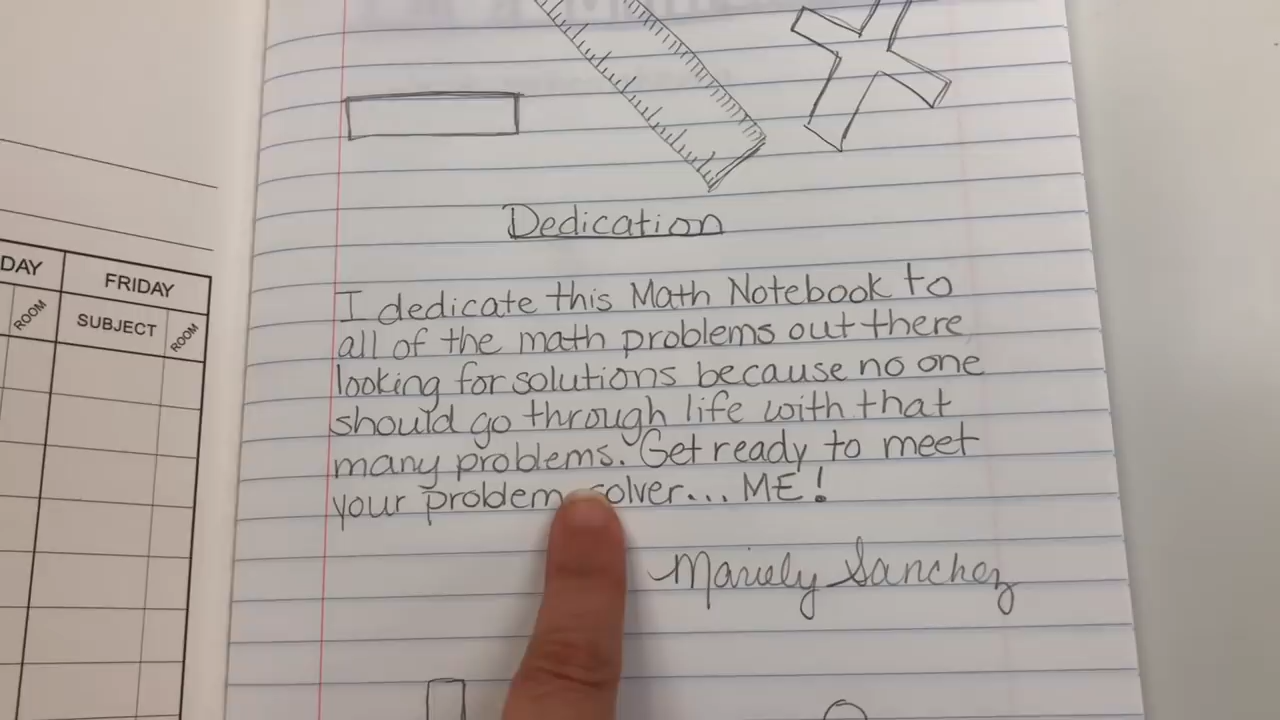 DAY
FRIDAY
ROOM
SUBJECT
ROOM
Dedication
I dedicate this Math Notebook to
all of the math problems out there
looking for solutions because no one
should go through life with that
many problems. Get ready to meet
your problem solver... ME!
Mariely Sanchez